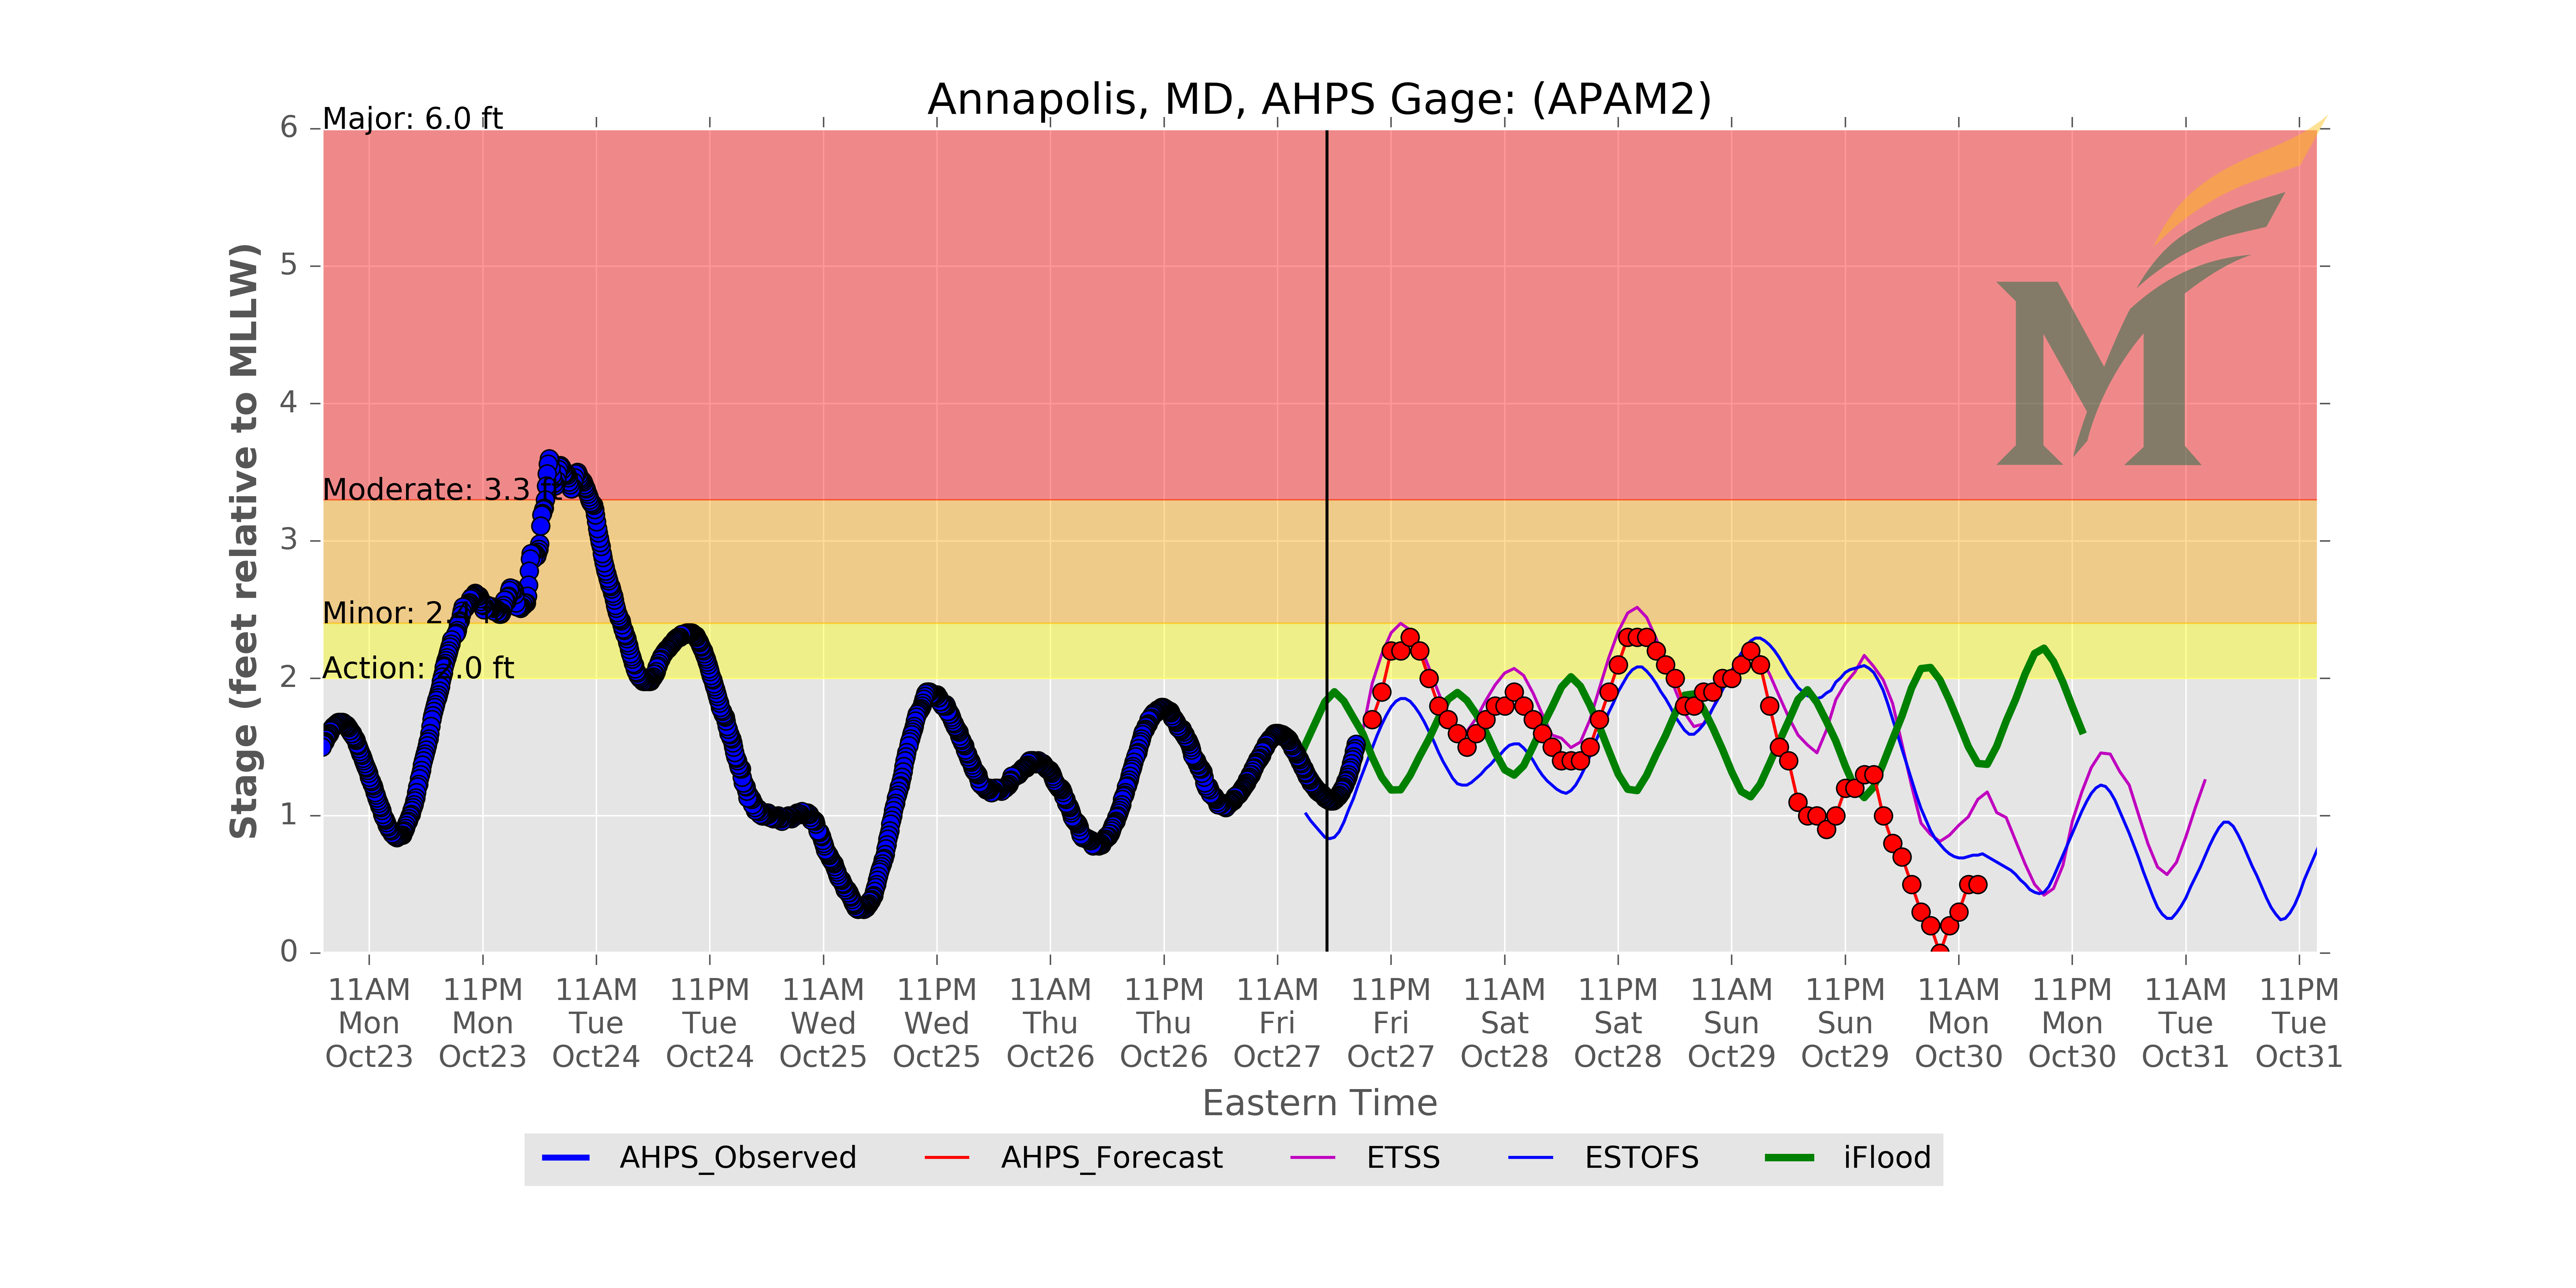 Annapolis, MD, AHPS Gage: (APAM2)
Major: 6.0 ft
Moderate: 3.3
Minor: 2.
Action: .0 ft
6
5
4
3
2
1
0
Stage (feet relative to MLLW)
11AM 11PM 11AM 11PM 11AM 11PM 11AM 11PM 11AM 11PM 11AM 11PM 11AM 11PM 11AM 11PM 11AM 11PM
Mon Mon Tue Tue Wed Wed Thu Thu Fri Fri Sat Sat Sun Sun Mon Mon Tue Tue
Oct23 Oct23 Oct24 Oct24 Oct25 Oct25 Oct26 Oct26 Oct27 Oct27 Oct28 Oct28 Oct29 Oct29 Oct30 Oct30 Oct31 Oct31
Eastern Time
AHPS_Observed AHPS_Forecast ETSS ESTOFS iFlood
M